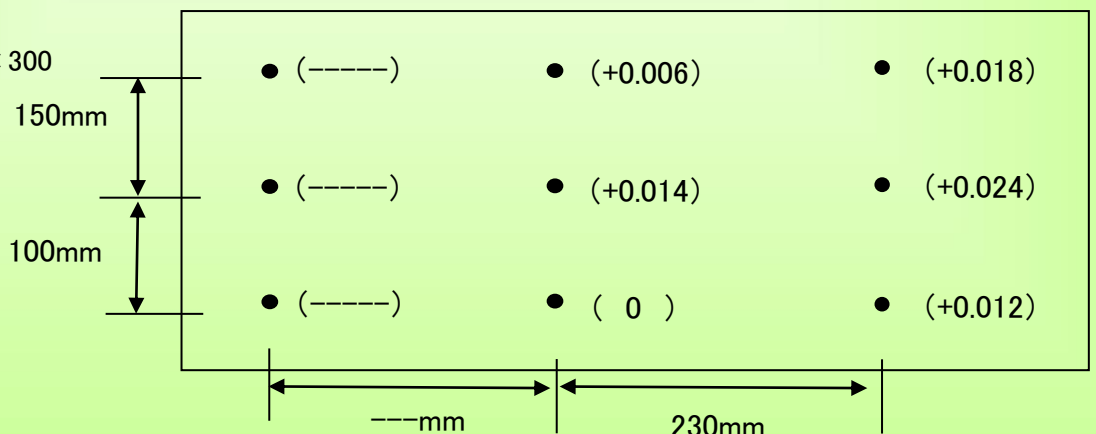 300
(-----) (+0.006) (+0.018)
150mm
(-----) (+0.014) (+0.024)
100mm
(-----) ( 0 ) (+0.012)
---mm 230mm